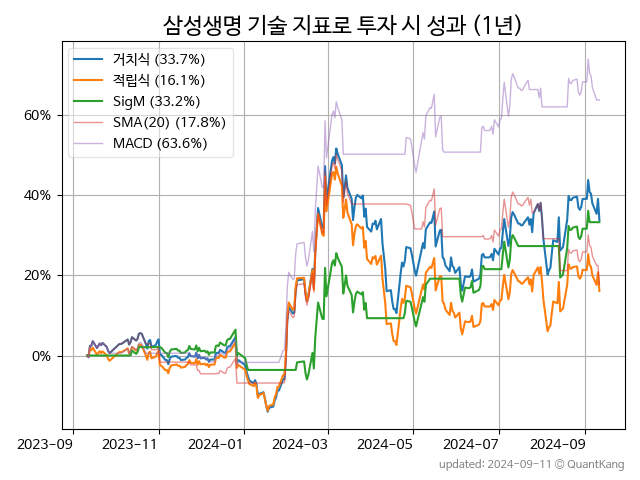 삼성생명 기술 지표로 투자 시 성과 (1년)
거치식 (33.7%)
적립식 (16.1%)
SigM (33.2%)
SMA(20) (17.8%)
MACD (63.6%)
60%
40%
20%
0%
2023-09 2023-11 2024-01 2024-03 2024-05 2024-07 2024-09
updated: 2024-09-11 © QuantKang